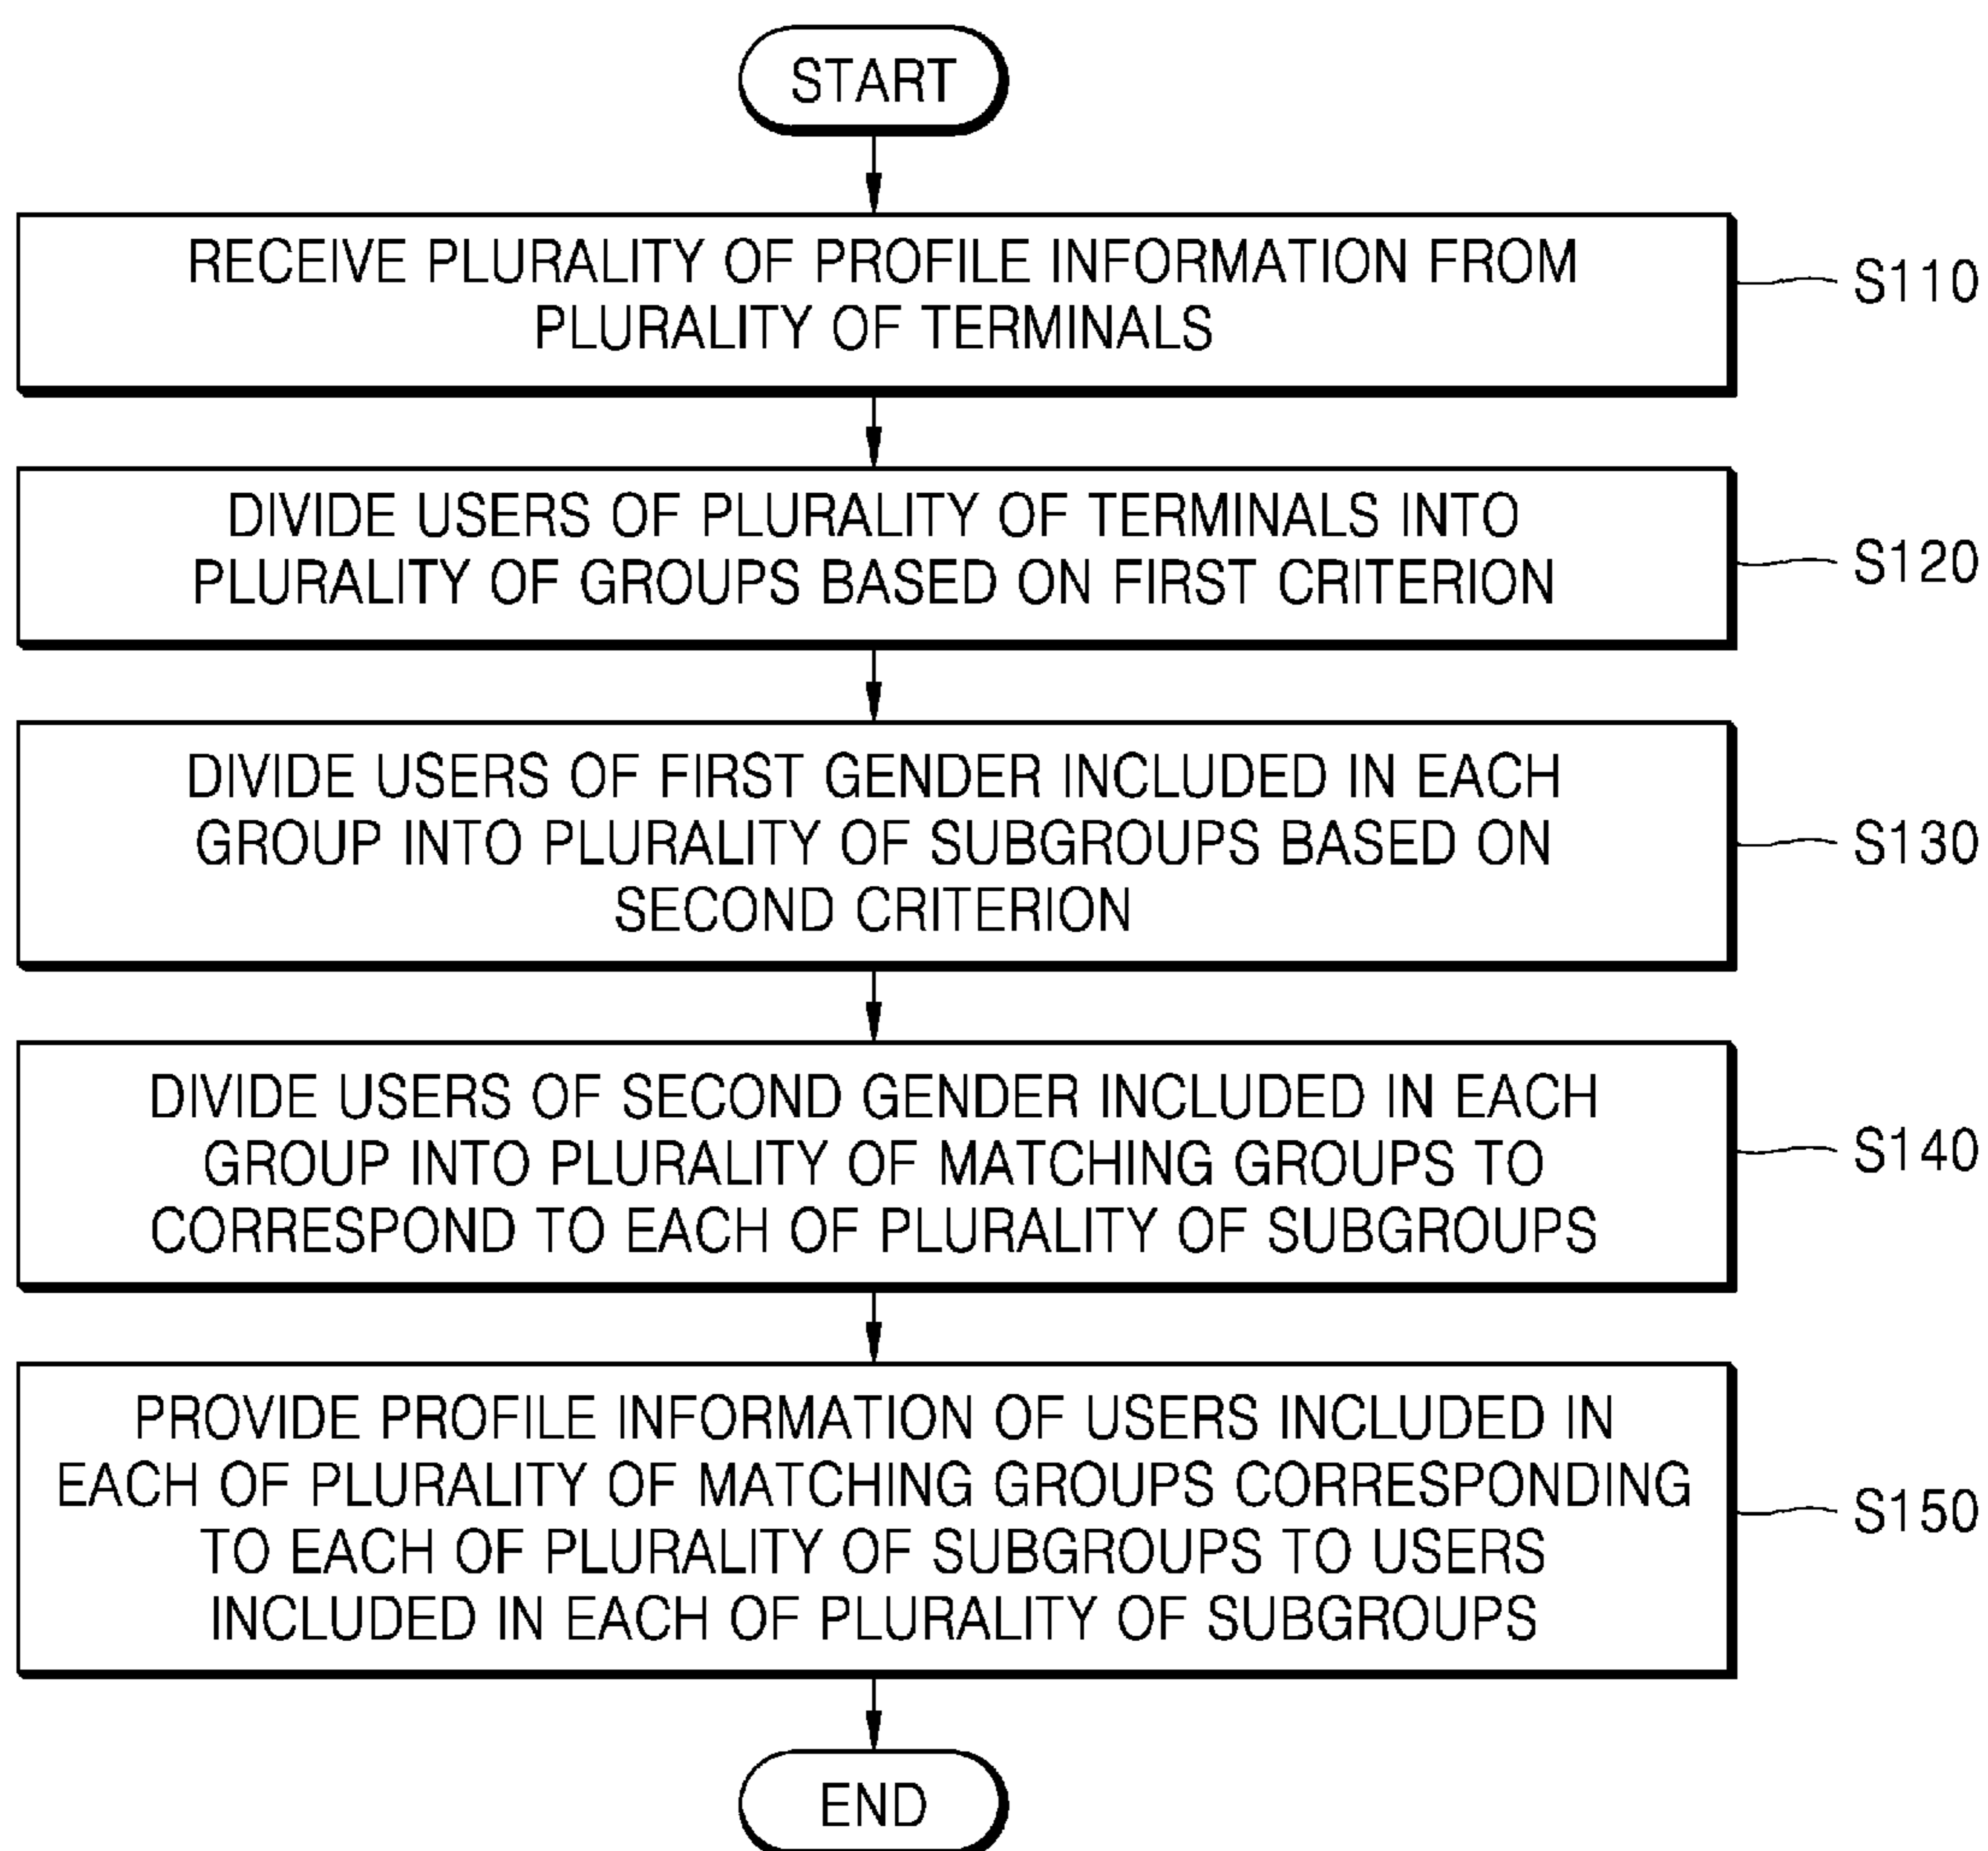 START
RECEIVE PLURALITY OF PROFILE INFORMATION FROM
PLURALITY OF TERMINALS
S110
DIVIDE USERS OF PLURALITY OF TERMINALS INTO
PLURALITY OF GROUPS BASED ON FIRST CRITERION
S120
DIVIDE USERS OF FIRST GENDER INCLUDED IN EACH
GROUP INTO PLURALITY OF SUBGROUPS BASED ON
SECOND CRITERION
S130
DIVIDE USERS OF SECOND GENDER INCLUDED IN EACH
GROUP INTO PLURALITY OF MATCHING GROUPS TO
CORRESPOND TO EACH OF PLURALITY OF SUBGROUPS
S140
PROVIDE PROFILE INFORMATION OF USERS INCLUDED IN
EACH OF PLURALITY OF MATCHING GROUPS CORRESPONDING
TO EACH OF PLURALITY OF SUBGROUPS TO USERS
INCLUDED IN EACH OF PLURALITY OF SUBGROUPS
S150
END